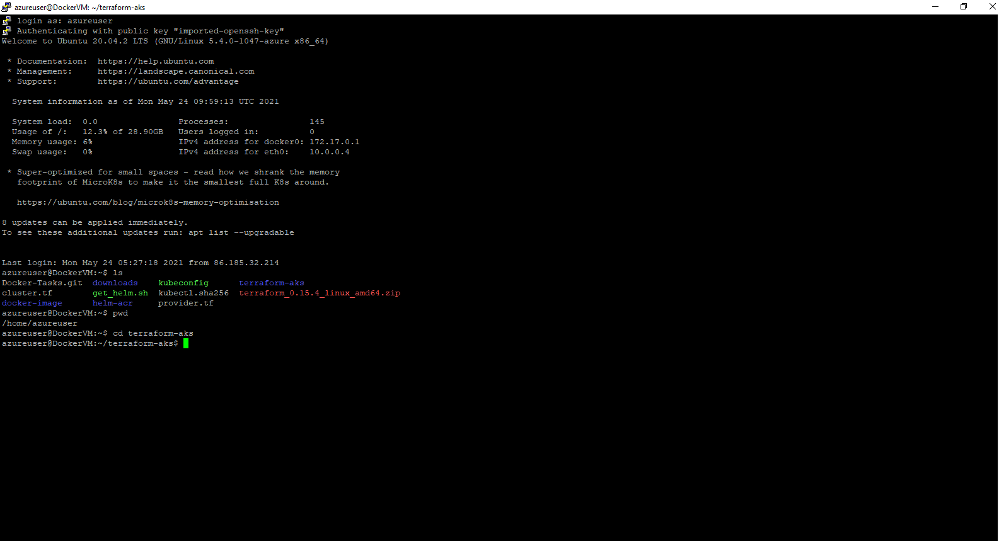 azureuser@DockerVM: ~/terraform-aks
login as: azureuser
Authenticating with public key "imported-openssh-key"
Welcome to Ubuntu 20.04.2 LTS (GNU/Linux 5.4.0-1047-azure x86_64)
* Documentation:  https://help.ubuntu.com
* Management:     https://landscape.canonical.com
* Support:        https://ubuntu.com/advantage
System information as of Mon May 24 09:59:13 UTC 2021
System load:  0.0                Processes:                145
Usage of /:   12.3% of 28.90GB   Users logged in:          0
Memory usage: 6%                 IPv4 address for docker0: 172.17.0.1
Swap usage:   0%                 IPv4 address for eth0:    10.0.0.4
* Super-optimized for small spaces - read how we shrank the memory
footprint of MicroK8s to make it the smallest full K8s around.
https://ubuntu.com/blog/microk8s-memory-optimisation
8 updates can be applied immediately.
To see these additional updates run: apt list --upgradable
Last login: Mon May 24 05:27:18 2021 from 86.185.32.214
azureuser@DockerVM:~$ ls
Docker-Tasks.git  downloads    kubeconfig      terraform-aks
cluster.tf        get_helm.sh  kubectl.sha256  terraform_0.15.4_linux_amd64.zip
docker-image      helm-acr     provider.tf
azureuser@DockerVM:~$ pwd
/home/azureuser
azureuser@DockerVM:~$ cd terraform-aks
azureuser@DockerVM:~/terraform-aks$